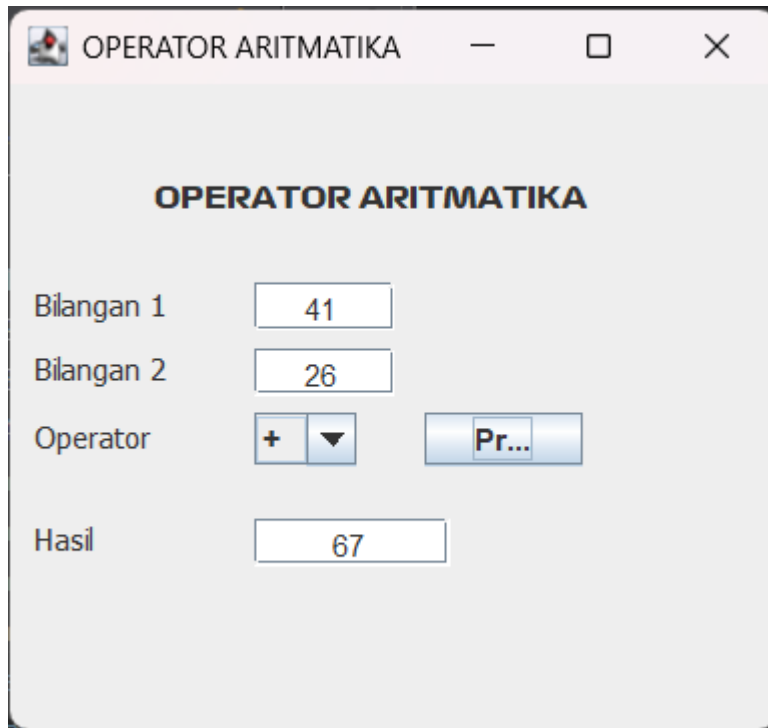 OPERATOR ARITMATIKA
OPERATOR ARITMATIKA
Bilangan 1 41
Bilangan 2 26
Operator + Pr...
Hasil 67